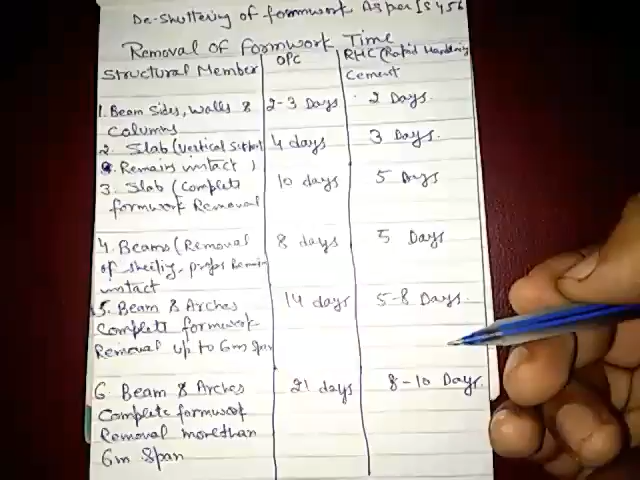 De-Shuttering of formwork As per IS 456
Removal of Formwork Time
Structural Member OPC RHC (Rapid Hardening Cement
1. Beam Sides, Walls & 2-3 Days 2 Days
Columns
2. Slab (Vertical Support 4 days 3 Days.
Remains intact)
3. Slab (Complete 10 days 5 Days
formwork Removal
4. Beams (Removal 8 days 5 Days
of sheeting, props Remain
intact
5. Beam & Arches 14 days 5-8 Days.
Complete formwork
Removal up to 6m span
6. Beam & Arches 21 days 8-10 Days.
Complete formwork
Removal more than
6m Span